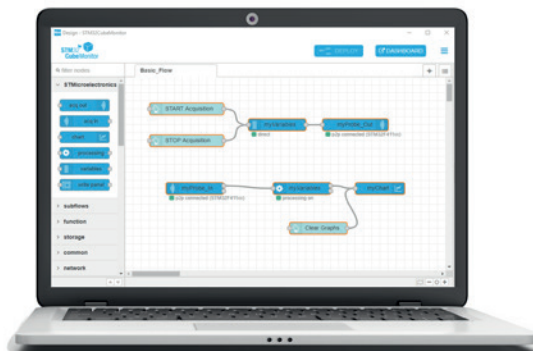 Design - STM32CubeMonitor
STM32
CubeMonitor
DEPLOY
DASHBOARD
filter nodes
Basic_Flow
STMicroelectronics
acq out
acq in
chart
processing
variables
write panel
subflows
function
storage
common
network
START Acquisition
STOP Acquisition
myVariables
direct
myProbe_Out
myProbe_In
myVariables
processing on
myChart
Clear Graphs